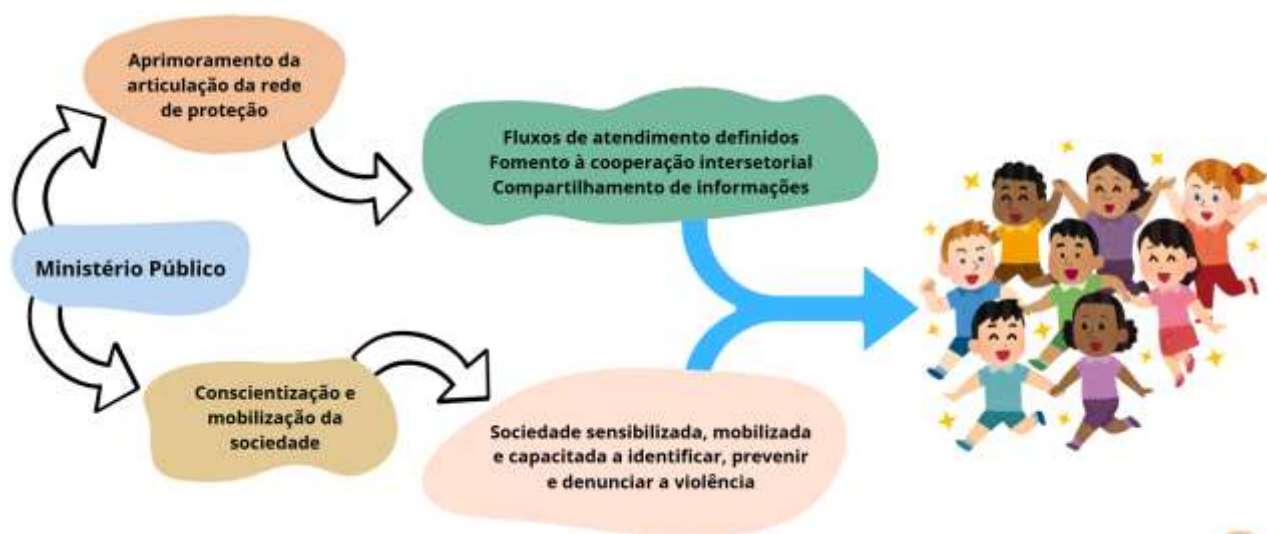 Aprimoramento da
articulação da rede
de proteção
Fluxos de atendimento definidos
Fomento à cooperação intersetorial
Compartilhamento de informações
Ministério Público
Conscientização e
mobilização da
sociedade
Sociedade sensibilizada, mobilizada
e capacitada a identificar, prevenir
e denunciar a violência